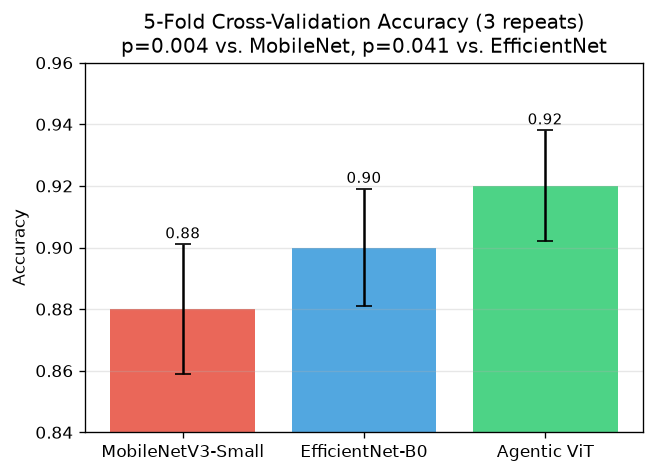 5-Fold Cross-Validation Accuracy (3 repeats)
p=0.004 vs. MobileNet, p=0.041 vs. EfficientNet
0.96
0.94
0.92
0.90
0.88
0.86
0.84
Accuracy
0.88
0.90
0.92
MobileNetV3-Small
EfficientNet-B0
Agentic ViT